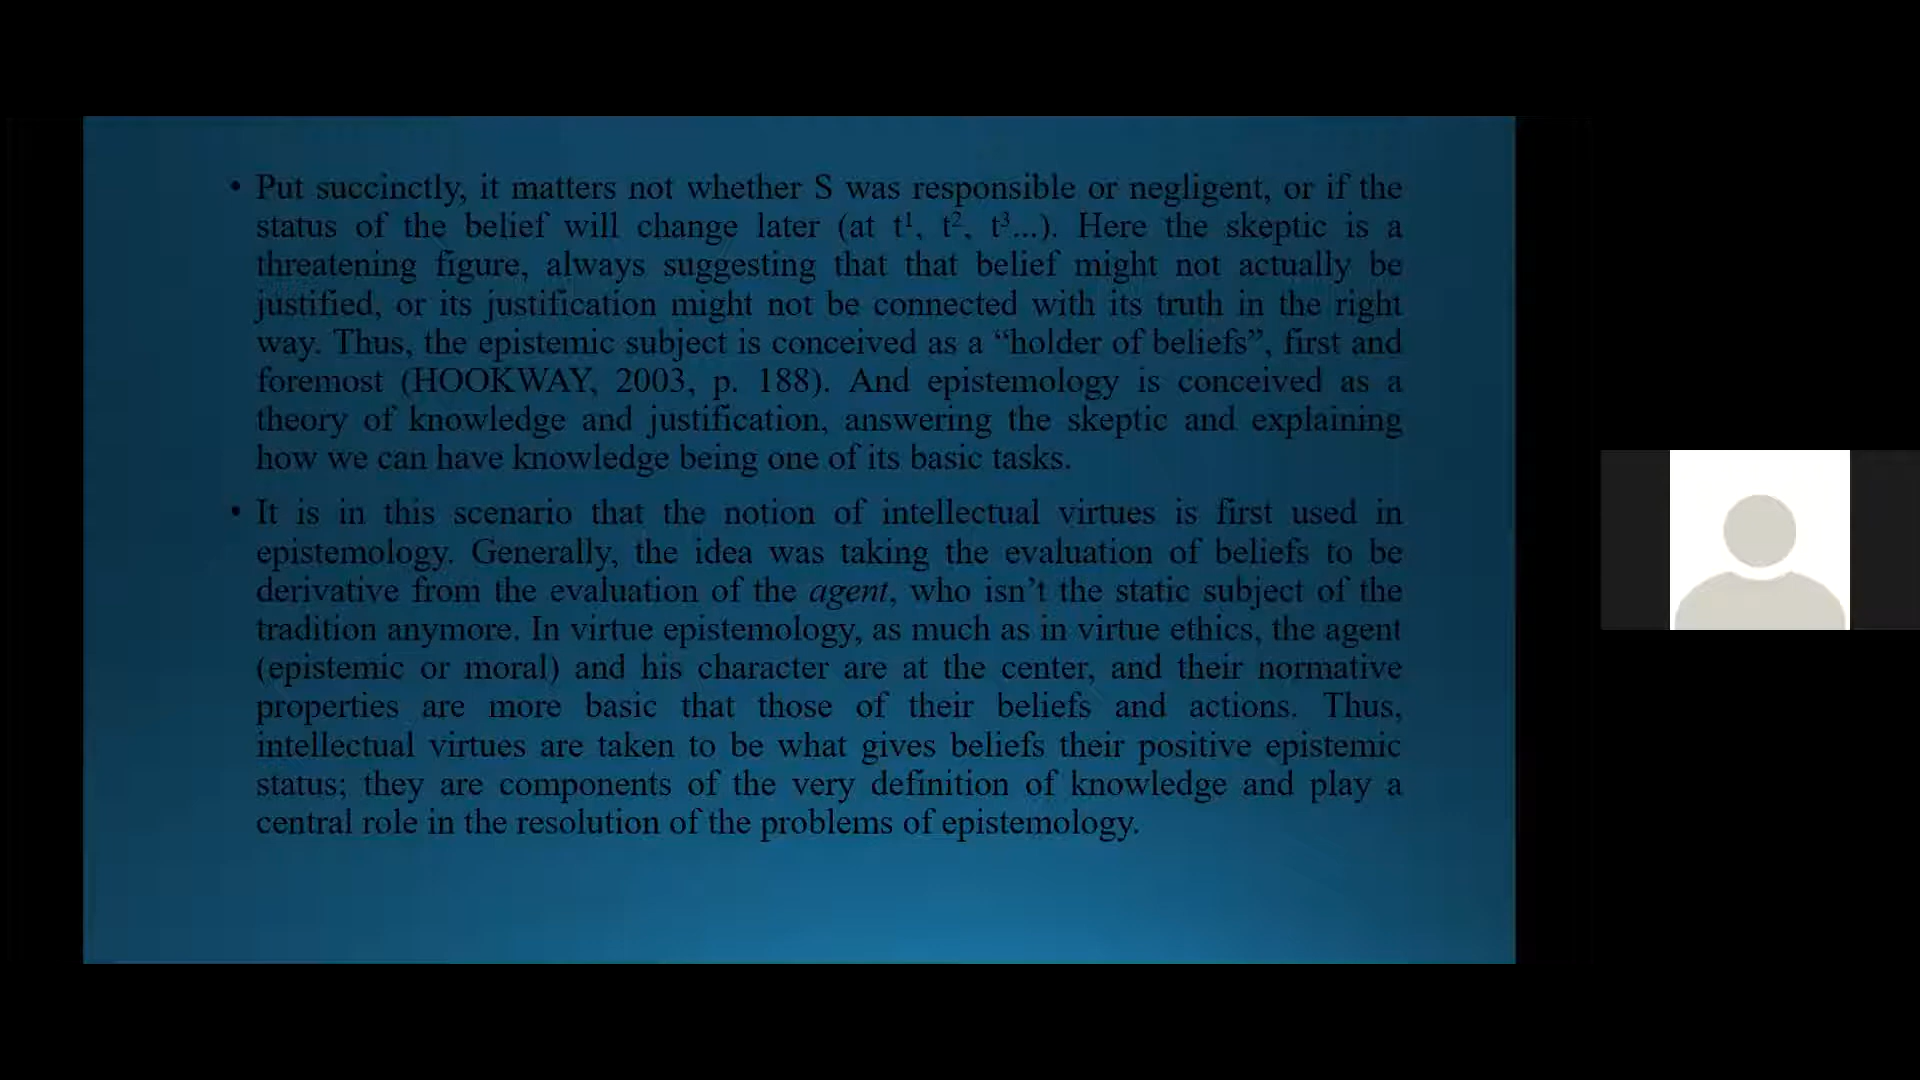 • Put succinctly, it matters not whether S was responsible or negligent, or if the
status of the belief will change later (at t¹, t², t³...). Here the skeptic is a
threatening figure, always suggesting that that belief might not actually be
justified, or its justification might not be connected with its truth in the right
way. Thus, the epistemic subject is conceived as a “holder of beliefs”, first and
foremost (HOOKWAY, 2003, p. 188). And epistemology is conceived as a
theory of knowledge and justification, answering the skeptic and explaining
how we can have knowledge being one of its basic tasks.
• It is in this scenario that the notion of intellectual virtues is first used in
epistemology. Generally, the idea was taking the evaluation of beliefs to be
derivative from the evaluation of the agent, who isn’t the static subject of the
tradition anymore. In virtue epistemology, as much as in virtue ethics, the agent
(epistemic or moral) and his character are at the center, and their normative
properties are more basic that those of their beliefs and actions. Thus,
intellectual virtues are taken to be what gives beliefs their positive epistemic
status; they are components of the very definition of knowledge and play a
central role in the resolution of the problems of epistemology.